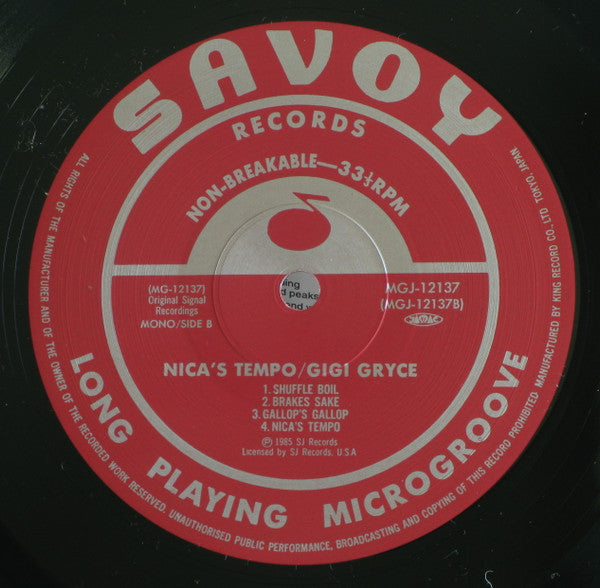 SAVOY
RECORDS
NON-BREAKABLE—33⅓RPM
(MG-12137)
Original Signal
Recordings
MONO/SIDE B
MGJ-12137
(MGJ-12137B)
ing
d peaks
NICA'S TEMPO/GIGI GRYCE
1. SHUFFLE BOIL
2. BRAKES SAKE
3. GALLOP'S GALLOP
4. NICA'S TEMPO
Ⓟ 1985 SJ Records
Licensed by SJ Records, U.S.A
LONG PLAYING MICROGROOVE
ALL RIGHTS OF THE MANUFACTURER AND OF THE OWNER OF THE RECORDED WORK RESERVED. UNAUTHORISED PUBLIC PERFORMANCE, BROADCASTING AND COPYING OF THIS RECORD PROHIBITED MANUFACTURED BY KING RECORD CO., LTD TOKYO, JAPAN